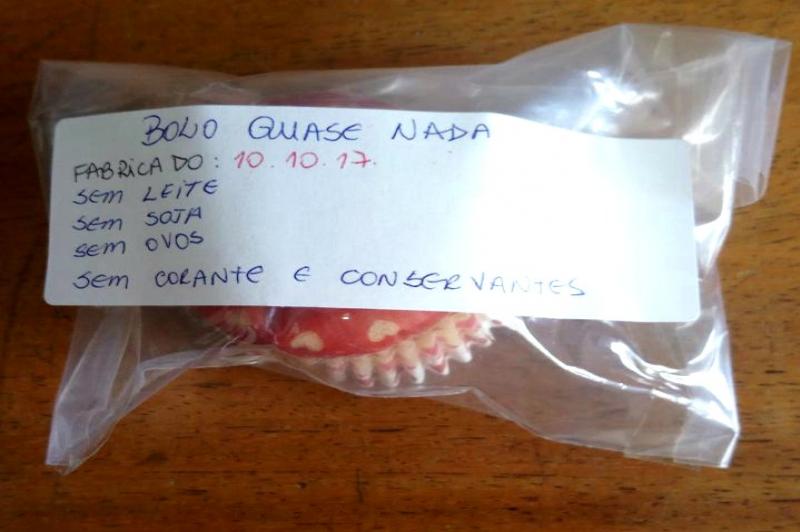 BOLO QUASE NADA
FABRICADO: 10.10.17.
SEM LEITE
SEM SOJA
SEM OVOS
SEM CORANTE E CONSERVANTES